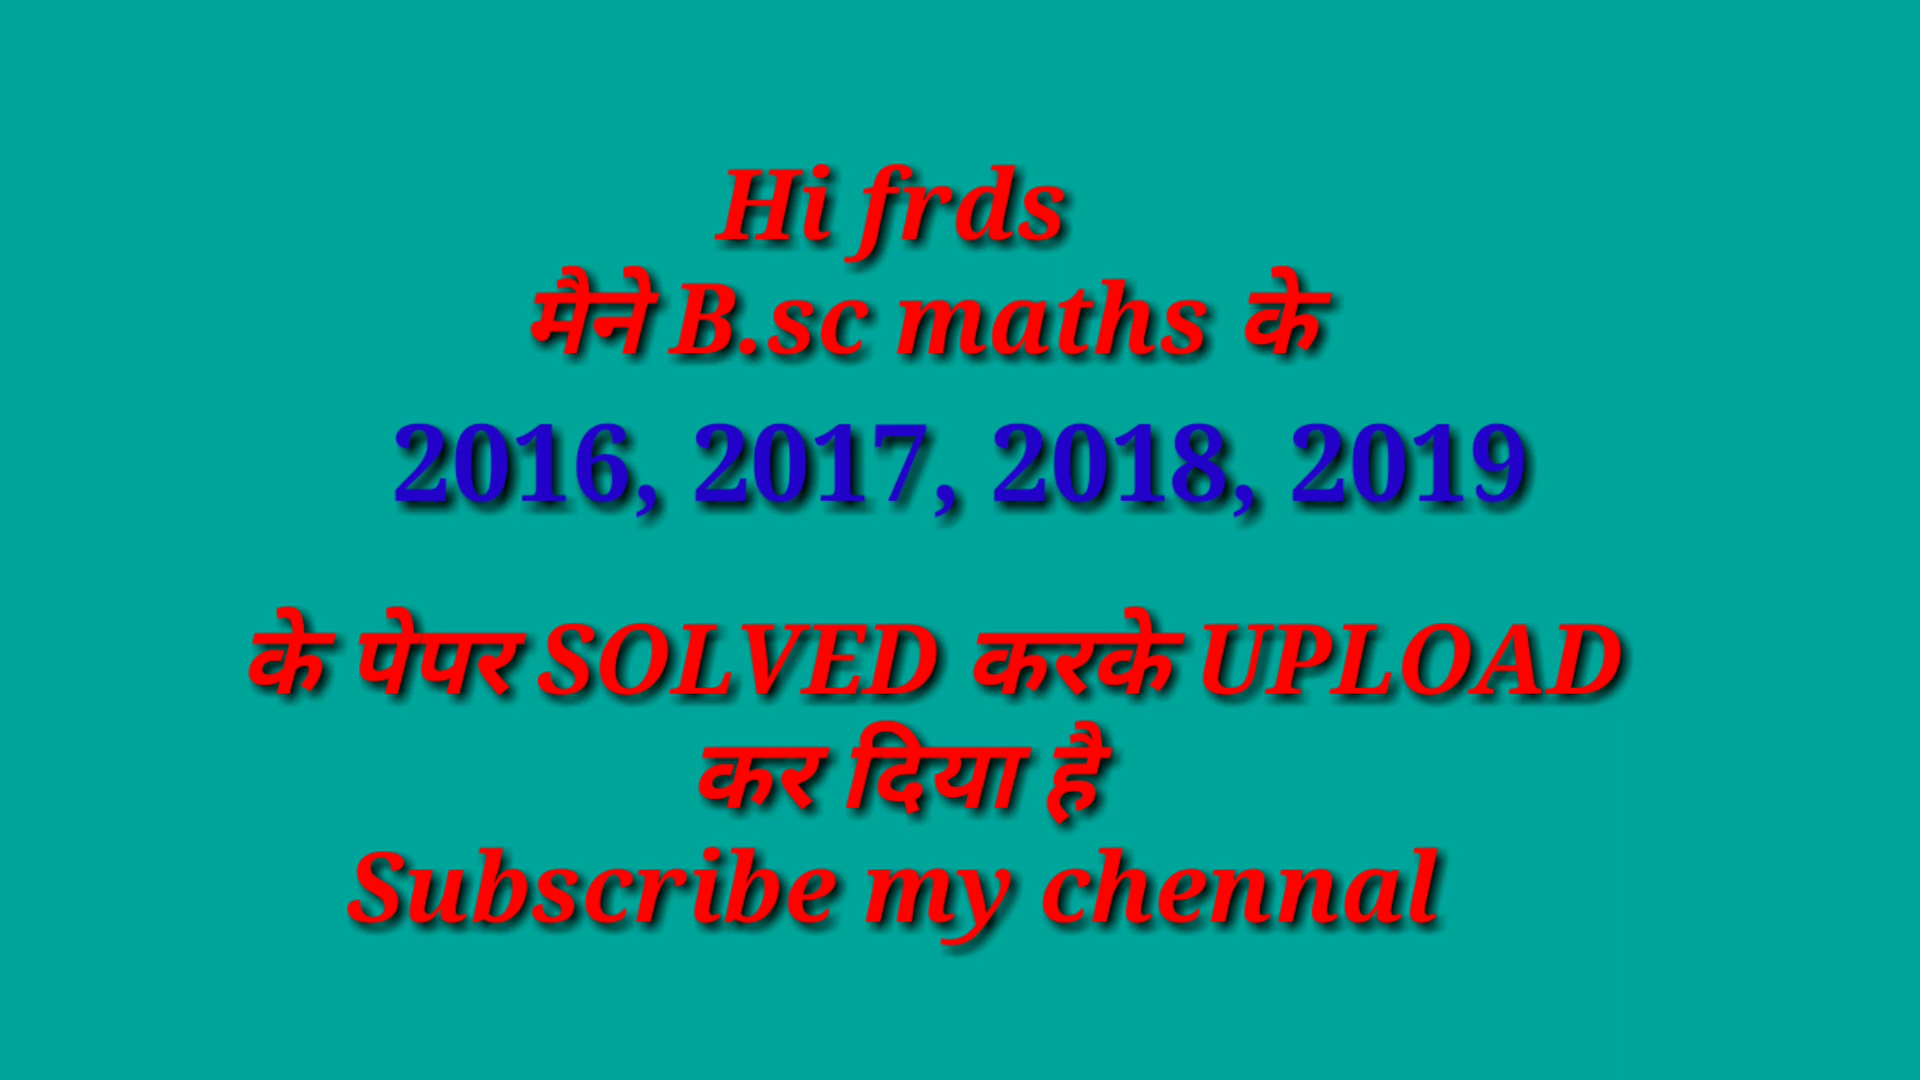 Hi frds
मैने B.sc maths के
2016, 2017, 2018, 2019
के पेपर SOLVED करके UPLOAD
कर दिया है
Subscribe my chennal